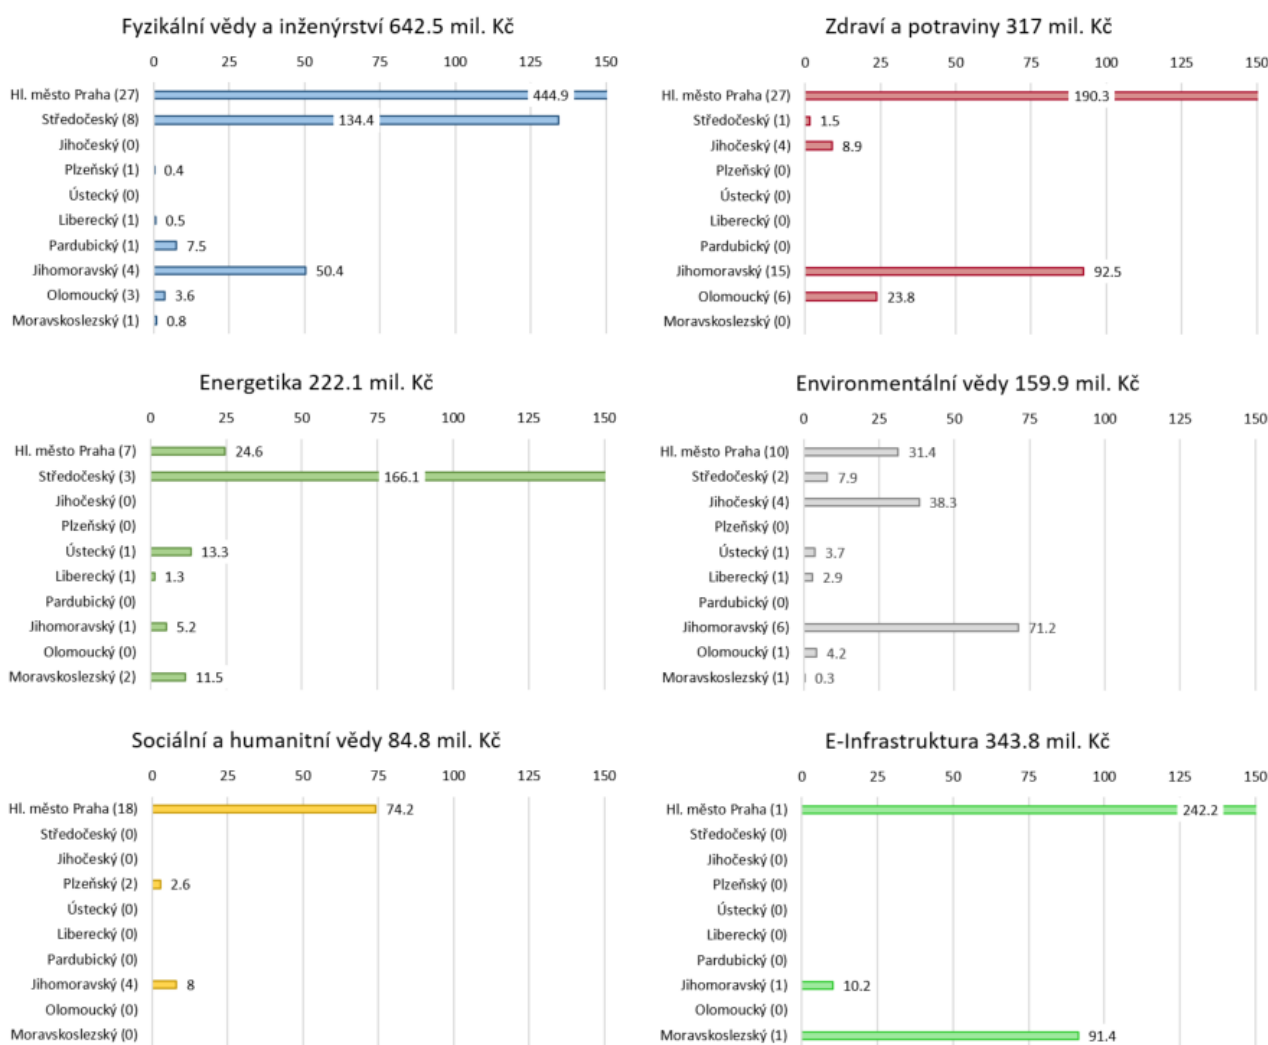 Fyzikální vědy a inženýrství 642.5 mil. Kč
0 25 50 75 100 125 150
Hl. město Praha (27) 444.9
Středočeský (8) 134.4
Jihočeský (0)
Plzeňský (1) 0.4
Ústecký (0)
Liberecký (1) 0.5
Pardubický (1) 7.5
Jihomoravský (4) 50.4
Olomoucký (3) 3.6
Moravskoslezský (1) 0.8
Zdraví a potraviny 317 mil. Kč
0 25 50 75 100 125 150
Hl. město Praha (27) 190.3
Středočeský (1) 1.5
Jihočeský (4) 8.9
Plzeňský (0)
Ústecký (0)
Liberecký (0)
Pardubický (0)
Jihomoravský (15) 92.5
Olomoucký (6) 23.8
Moravskoslezský (0)
Energetika 222.1 mil. Kč
0 25 50 75 100 125 150
Hl. město Praha (7) 24.6
Středočeský (3) 166.1
Jihočeský (0)
Plzeňský (0)
Ústecký (1) 13.3
Liberecký (1) 1.3
Pardubický (0)
Jihomoravský (1) 5.2
Olomoucký (0)
Moravskoslezský (2) 11.5
Environmentální vědy 159.9 mil. Kč
0 25 50 75 100 125 150
Hl. město Praha (10) 31.4
Středočeský (2) 7.9
Jihočeský (4) 38.3
Plzeňský (0)
Ústecký (1) 3.7
Liberecký (1) 2.9
Pardubický (0)
Jihomoravský (6) 71.2
Olomoucký (1) 4.2
Moravskoslezský (1) 0.3
Sociální a humanitní vědy 84.8 mil. Kč
0 25 50 75 100 125 150
Hl. město Praha (18) 74.2
Středočeský (0)
Jihočeský (0)
Plzeňský (2) 2.6
Ústecký (0)
Liberecký (0)
Pardubický (0)
Jihomoravský (4) 8
Olomoucký (0)
Moravskoslezský (0)
E-Infrastruktura 343.8 mil. Kč
0 25 50 75 100 125 150
Hl. město Praha (1) 242.2
Středočeský (0)
Jihočeský (0)
Plzeňský (0)
Ústecký (0)
Liberecký (0)
Pardubický (0)
Jihomoravský (1) 10.2
Olomoucký (0)
Moravskoslezský (1) 91.4